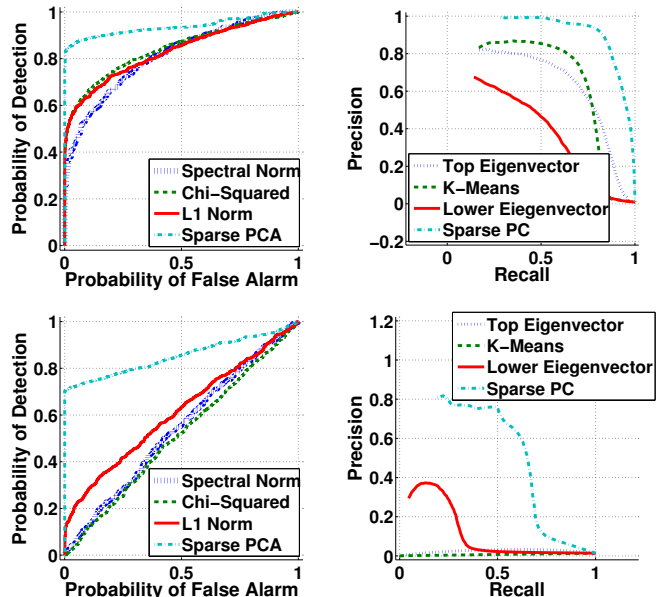 Probability of Detection
1
0.8
0.6
0.4
0.2
0
Spectral Norm
Chi-Squared
L1 Norm
Sparse PCA
0
0.5
1
Probability of False Alarm
Precision
1
0.8
0.6
0.4
0.2
0
−0.2
Top Eigenvector
K-Means
Lower Eiegenvector
Sparse PC
0
0.5
1
Recall
Probability of Detection
1
0.8
0.6
0.4
0.2
0
Spectral Norm
Chi-Squared
L1 Norm
Sparse PCA
0
0.5
1
Probability of False Alarm
Precision
1.2
1
0.8
0.6
0.4
0.2
0
Top Eigenvector
K-Means
Lower Eiegenvector
Sparse PC
0
0.5
1
Recall